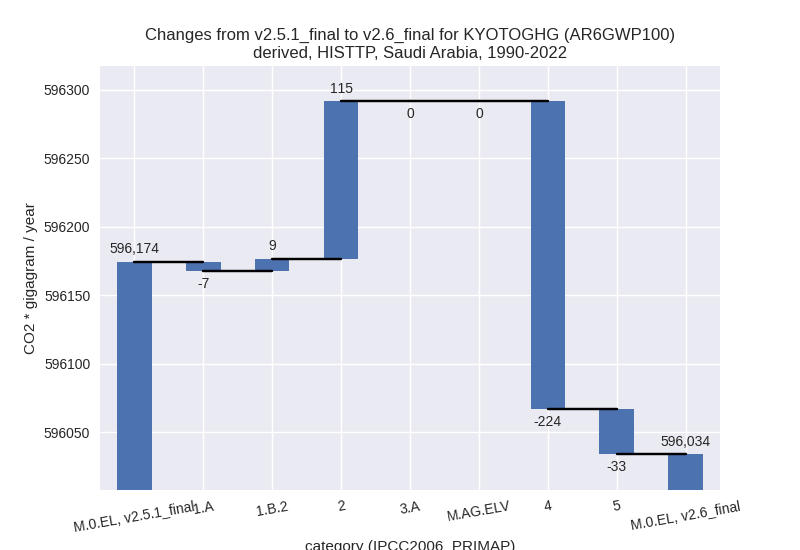 Changes from v2.5.1_final to v2.6_final for KYOTOGHG (AR6GWP100)
derived, HISTTP, Saudi Arabia, 1990-2022
CO2 * gigagram / year
596300
596250
596200
596150
596100
596050
596,174
-7
9
115
0
0
-224
-33
596,034
M.0.EL, v2.5.1_final
1.A
1.B.2
2
3.A
M.AG.ELV
4
5
M.0.EL, v2.6_final
category (IPCC2006_PRIMAP)